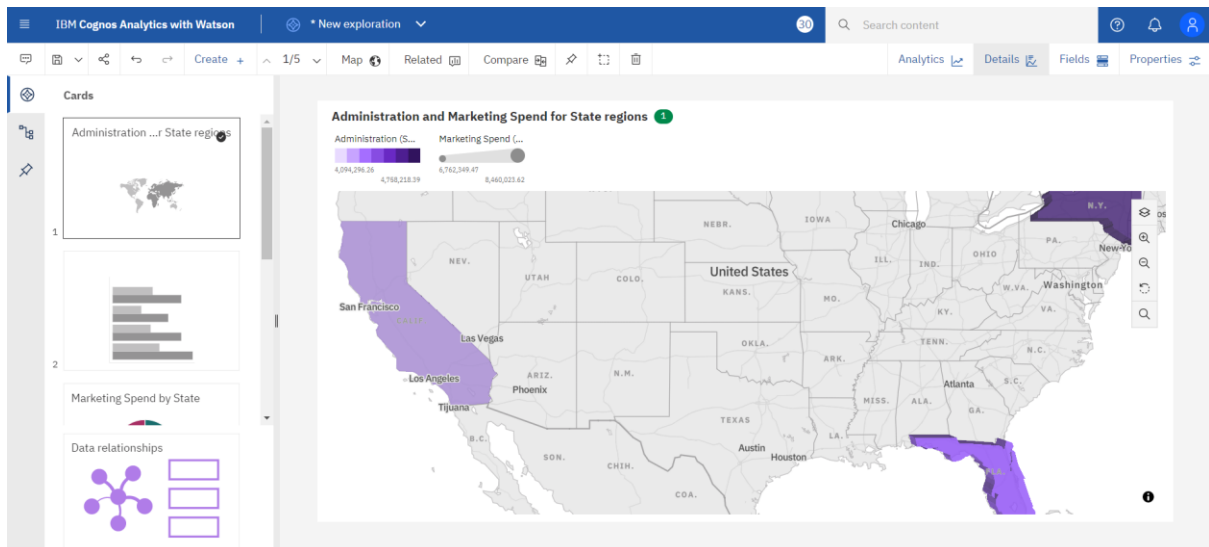 IBM Cognos Analytics with Watson
* New exploration
30
Search content
Create +
1/5
Map
Related
Compare
Analytics
Details
Fields
Properties
Cards
Administration ...r State regions
1
2
Marketing Spend by State
Data relationships
Administration and Marketing Spend for State regions 1
Administration (S...
Marketing Spend (...
4,094,296.26
4,758,218.39
6,762,349.47
8,460,023.62
N.Y.
NEBR.
IOWA
Chicago
PA.
New Yo
NEV.
UTAH
COLO.
United States
KANS.
ILL.
IND.
OHIO
W.VA.
Washington
MO.
San Francisco
CALIF.
KY.
VA.
Las Vegas
OKLA.
TENN.
N.C.
ARK.
Los Angeles
ARIZ.
N.M.
Phoenix
Atlanta
S.C.
Tijuana
MISS.
ALA.
GA.
TEXAS
B.C.
LA.
Austin
Houston
SON.
CHIH.
FLA.
COA.